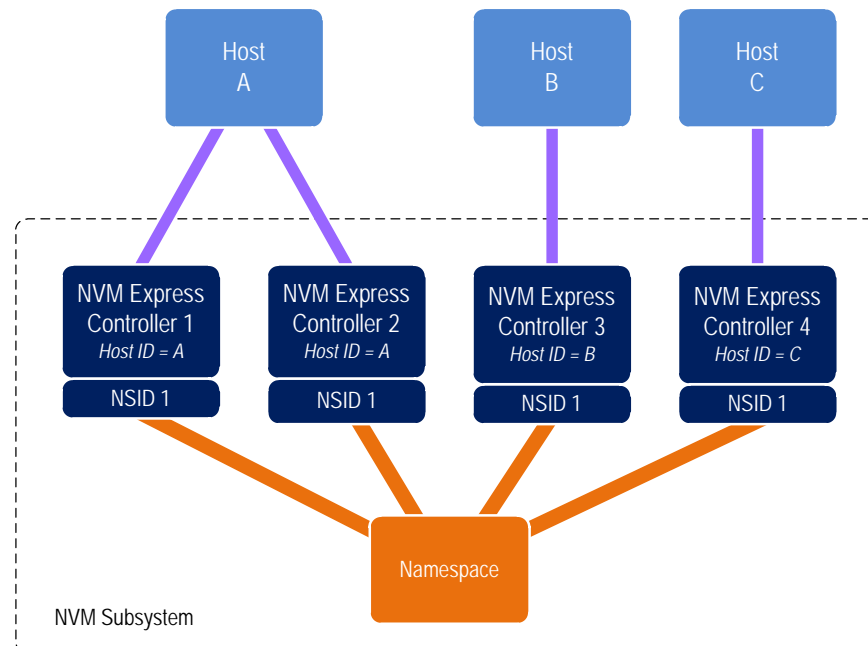 Host
A
Host
B
Host
C
NVM Express
Controller 1
Host ID = A
NVM Express
Controller 2
Host ID = A
NVM Express
Controller 3
Host ID = B
NVM Express
Controller 4
Host ID = C
NSID 1
NSID 1
NSID 1
NSID 1
Namespace
NVM Subsystem